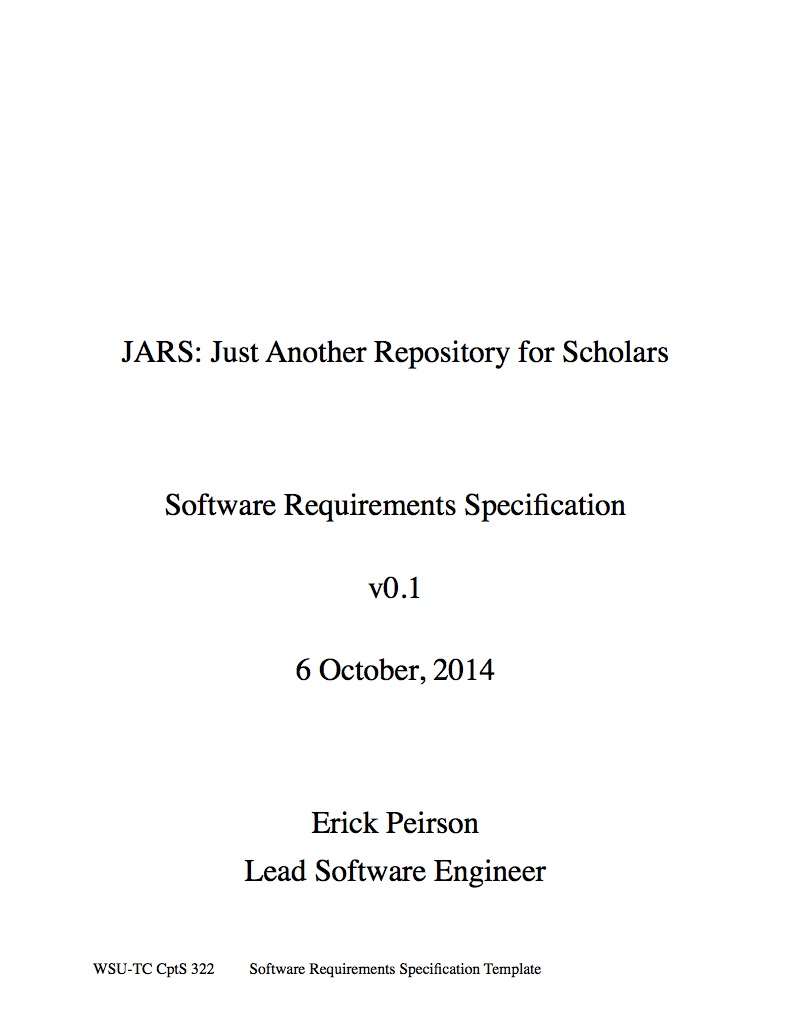 JARS: Just Another Repository for Scholars
Software Requirements Specification
v0.1
6 October, 2014
Erick Peirson
Lead Software Engineer
WSU-TC CptS 322 Software Requirements Specification Template